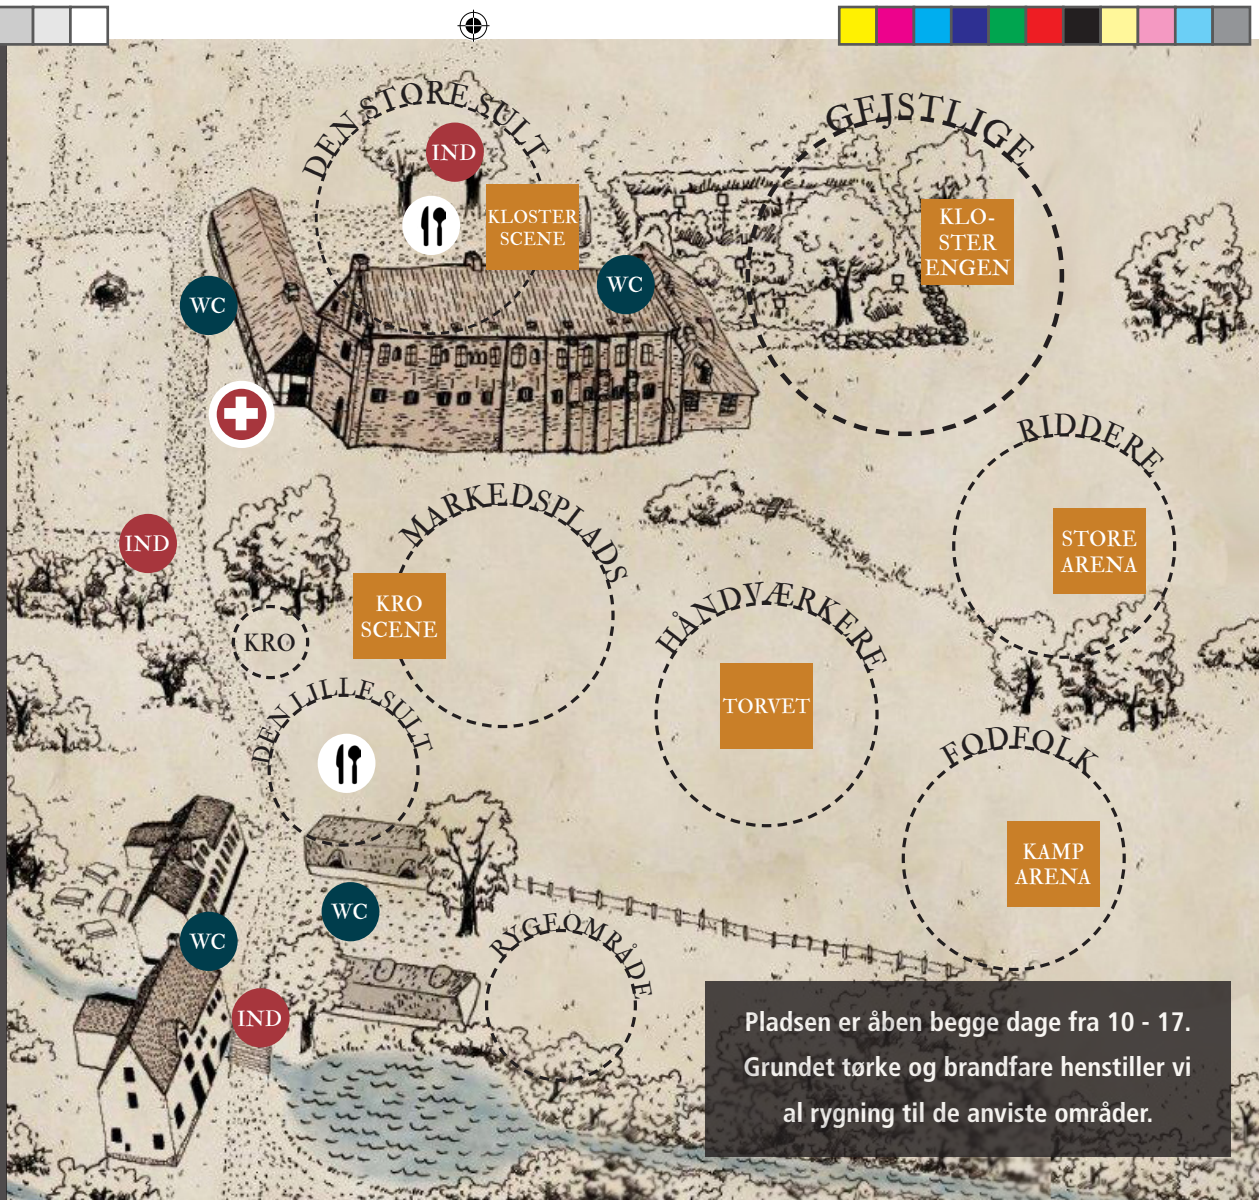 DEN STORE SULT
IND
KLOSTER
SCENE
GEJSTLIGE
KLO-
STER
ENGEN
WC
WC
RIDDERE
STORE
ARENA
MARKEDSPLADS
IND
KRO
SCENE
KRO
HÅNDVÆRKERE
TORVET
DEN LILLE SULT
FODFOLK
KAMP
ARENA
WC
WC
RYGEOMRÅDE
IND
Pladsen er åben begge dage fra 10 - 17.
Grundet tørke og brandfare henstiller vi
al rygning til de anviste områder.